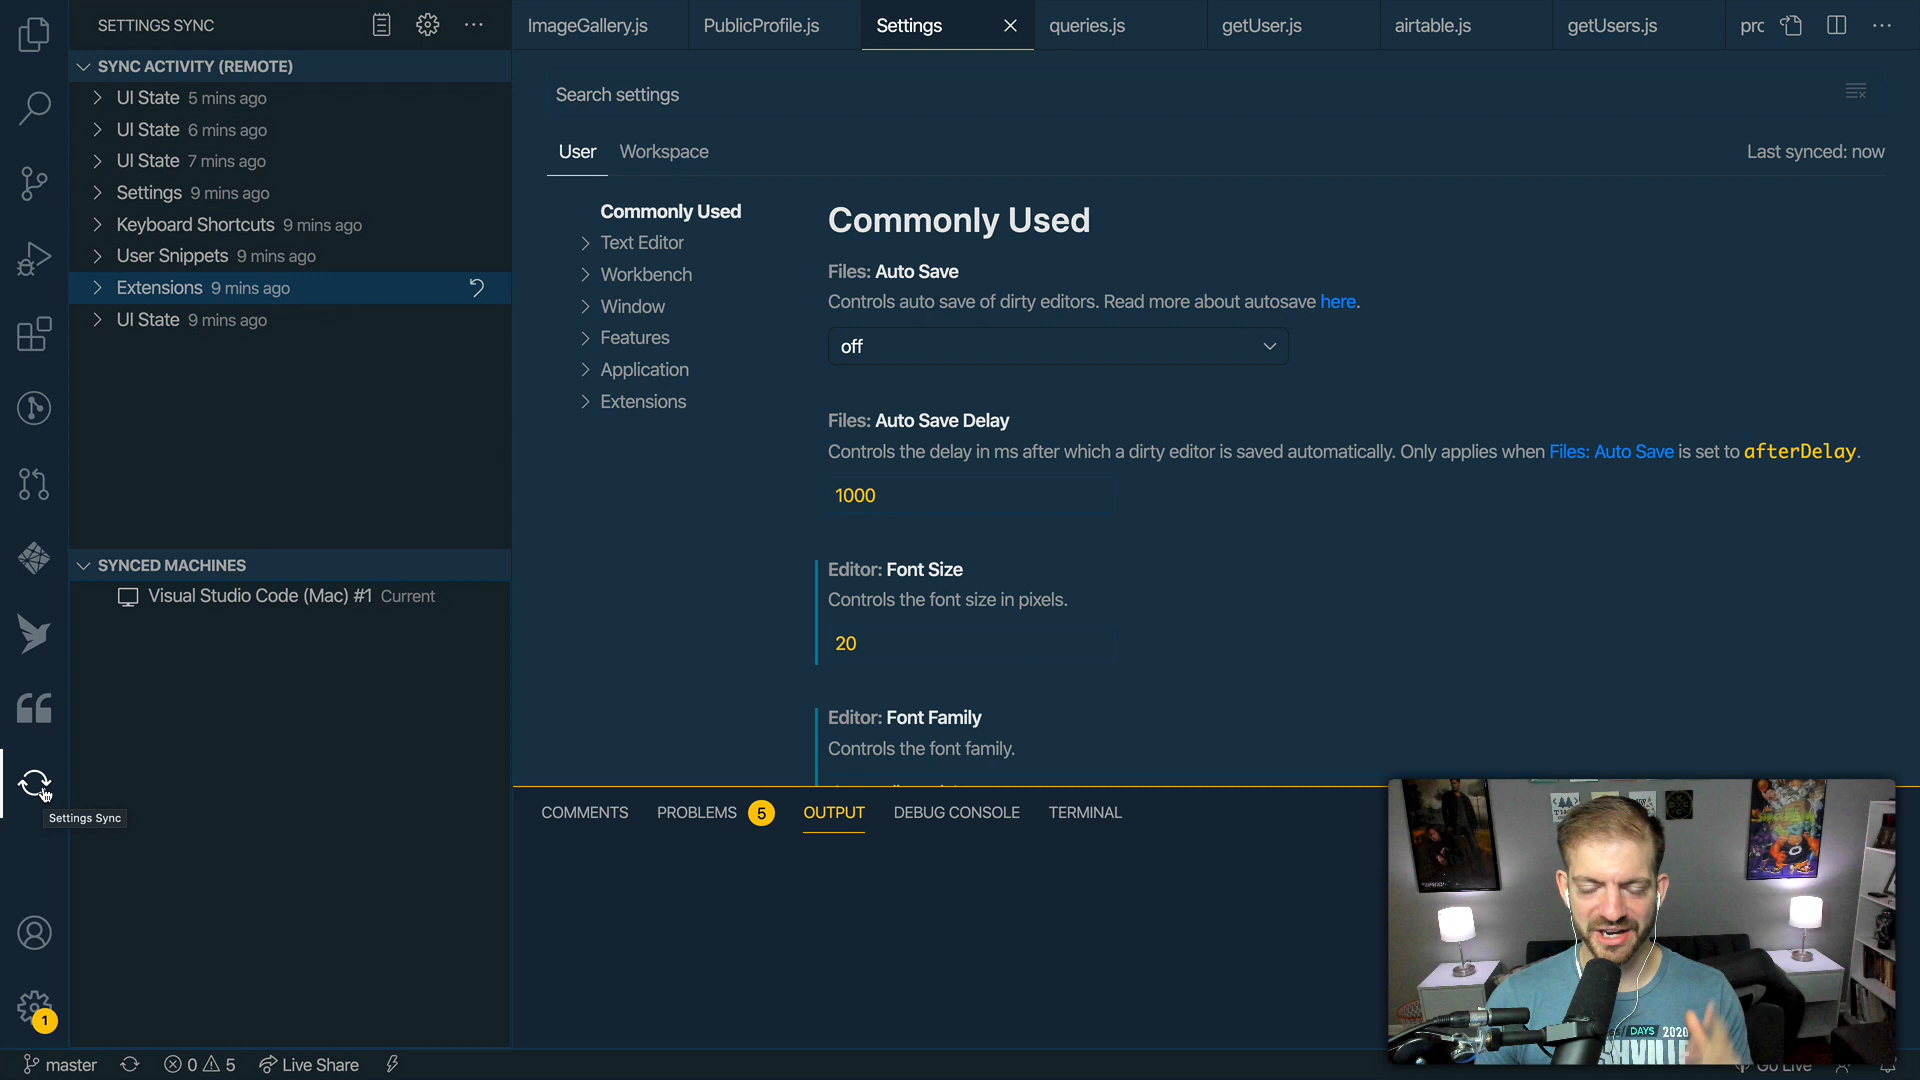 SETTINGS SYNC
SYNC ACTIVITY (REMOTE)
UI State 5 mins ago
UI State 6 mins ago
UI State 7 mins ago
Settings 9 mins ago
Keyboard Shortcuts 9 mins ago
User Snippets 9 mins ago
Extensions 9 mins ago
UI State 9 mins ago
SYNCED MACHINES
Visual Studio Code (Mac) #1 Current
Settings Sync
1
ImageGallery.js
PublicProfile.js
Settings
queries.js
getUser.js
airtable.js
getUsers.js
prc
Search settings
User
Workspace
Last synced: now
Commonly Used
Text Editor
Workbench
Window
Features
Application
Extensions
Commonly Used
Files: Auto Save
Controls auto save of dirty editors. Read more about autosave here.
off
Files: Auto Save Delay
Controls the delay in ms after which a dirty editor is saved automatically. Only applies when Files: Auto Save is set to afterDelay.
1000
Editor: Font Size
Controls the font size in pixels.
20
Editor: Font Family
Controls the font family.
COMMENTS
PROBLEMS 5
OUTPUT
DEBUG CONSOLE
TERMINAL
DAYS 2020
master
0
5
Live Share
Go Live